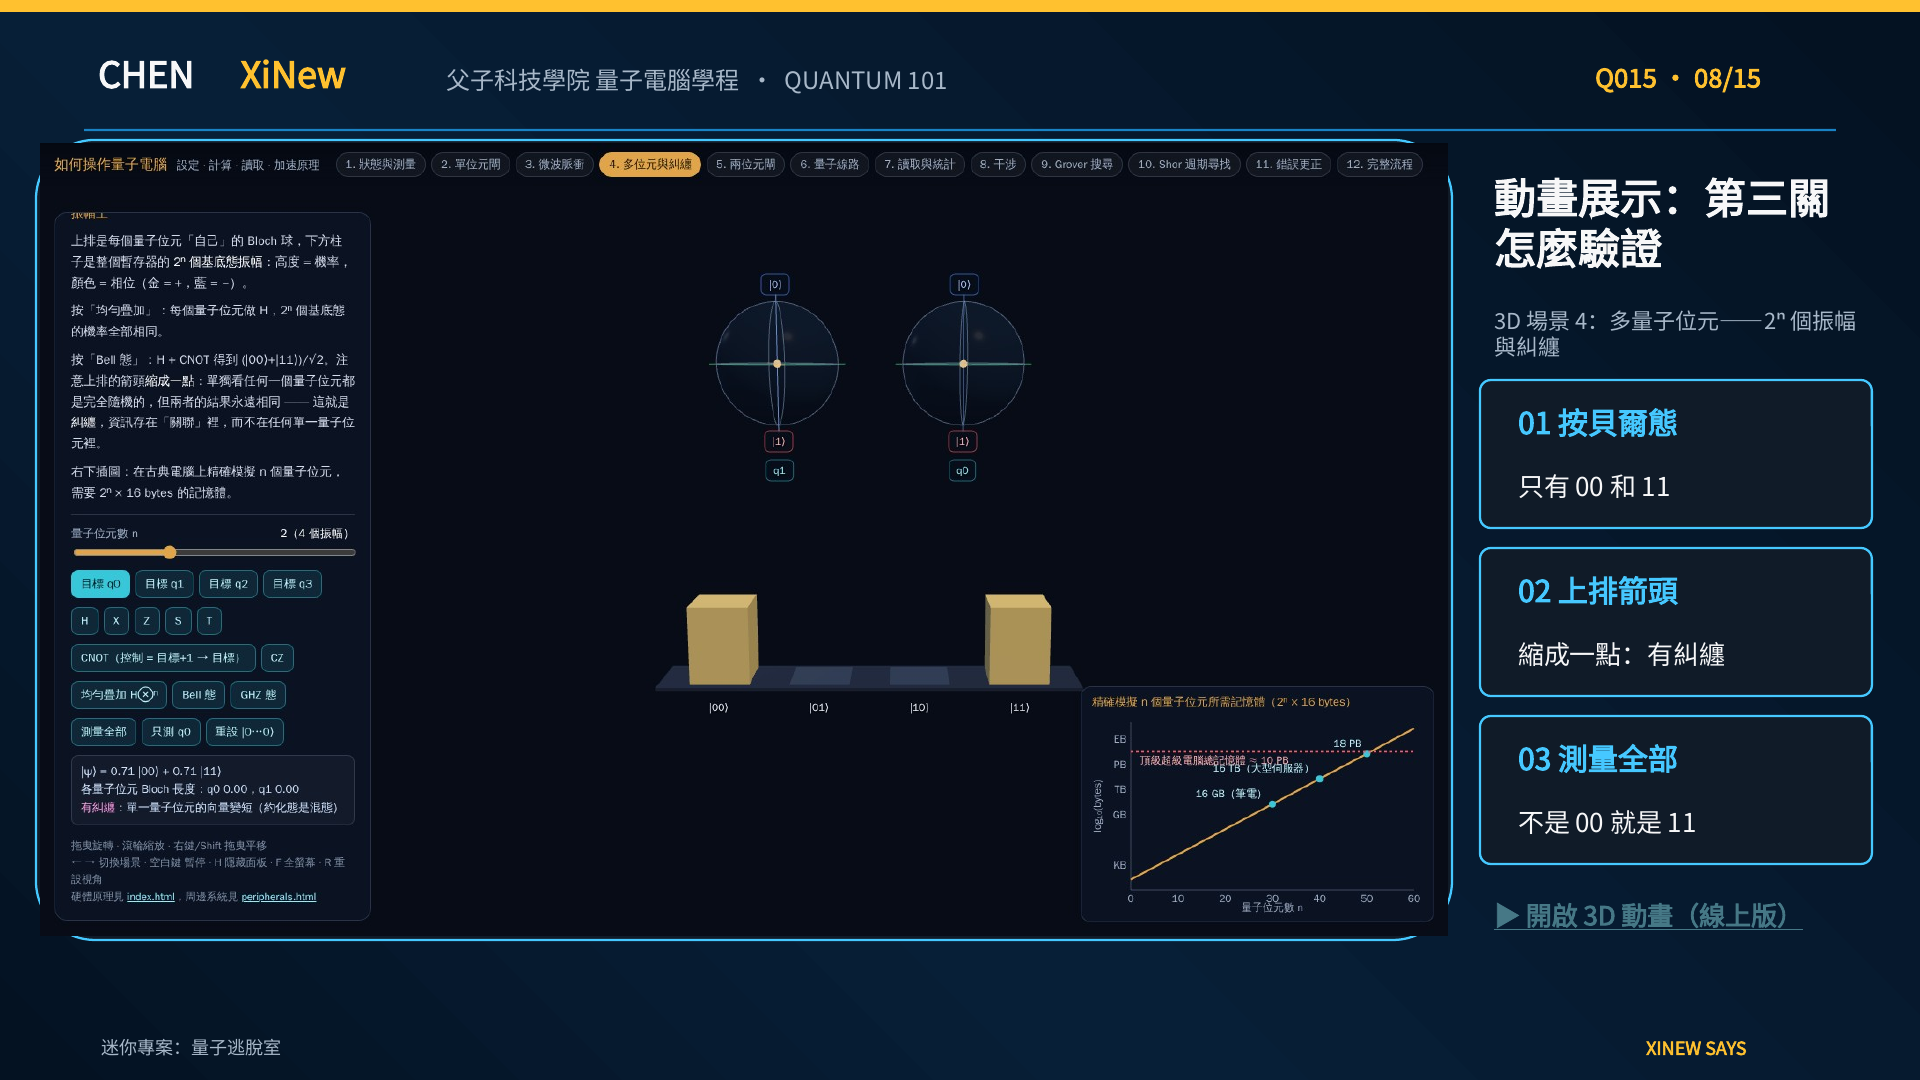 CHEN XiNew 父子科技學院 量子電腦學程 · QUANTUM 101 Q015 · 08/15
如何操作量子電腦 設定 · 計算 · 讀取 · 加速原理 1. 狀態與測量 2. 單位元閘 3. 微波脈衝 4. 多位元與糾纏 5. 兩位元閘 6. 量子線路 7. 讀取與統計 8. 干涉 9. Grover 搜尋 10. Shor 週期尋找 11. 錯誤更正 12. 完整流程
上排是每個量子位元「自己」的 Bloch 球，下方柱
子是整個暫存器的 2ⁿ 個基底態振幅：高度 = 機率，
顏色 = 相位（金 = +，藍 = −）。
按「均勻疊加」：每個量子位元做 H，2ⁿ 個基底態
的機率全部相同。
按「Bell 態」：H + CNOT 得到 (|00⟩+|11⟩)/√2。注
意上排的箭頭縮成一點：單獨看任何一個量子位元都
是完全隨機的，但兩者的結果永遠相同 —— 這就是
糾纏，資訊存在「關聯」裡，而不在任何單一量子位
元裡。
右下插圖：在古典電腦上精確模擬 n 個量子位元，
需要 2ⁿ × 16 bytes 的記憶體。
量子位元數 n 2（4 個振幅）
目標 q0 目標 q1 目標 q2 目標 q3
H X Z S T
CNOT（控制 = 目標+1 → 目標） CZ
均勻疊加 H⊗ⁿ Bell 態 GHZ 態
測量全部 只測 q0 重設 |0⋯0⟩
|ψ⟩ = 0.71 |00⟩ + 0.71 |11⟩
各量子位元 Bloch 長度：q0 0.00，q1 0.00
有糾纏：單一量子位元的向量變短（約化態是混態）
拖曳旋轉 · 滾輪縮放 · 右鍵/Shift 拖曳平移
←→ 切換場景 · 空白鍵 暫停 · H 隱藏面板 · F 全螢幕 · R 重
設視角
硬體原理見 index.html，周邊系統見 peripherals.html
|0⟩ |0⟩
|1⟩ |1⟩
q1 q0
|00⟩ |01⟩ |10⟩ |11⟩
精確模擬 n 個量子位元所需記憶體（2ⁿ × 16 bytes）
EB
PB
TB
GB
KB
log₁₀(bytes)
18 PB
頂級超級電腦總記憶體 ≈ 10 PB
16 TB（大型伺服器）
16 GB（筆電）
0 10 20 30 40 50 60
量子位元數 n
動畫展示：第三關
怎麼驗證
3D 場景 4：多量子位元——2ⁿ 個振幅
與糾纏
01 按貝爾態
只有 00 和 11
02 上排箭頭
縮成一點：有糾纏
03 測量全部
不是 00 就是 11
▶ 開啟 3D 動畫（線上版）
迷你專案：量子逃脫室
XINEW SAYS